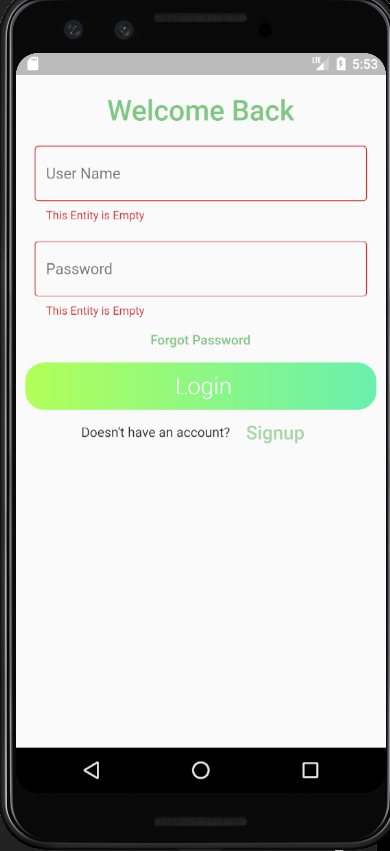 LTE 5:53
Welcome Back
User Name
This Entity is Empty
Password
This Entity is Empty
Forgot Password
Login
Doesn't have an account? Signup